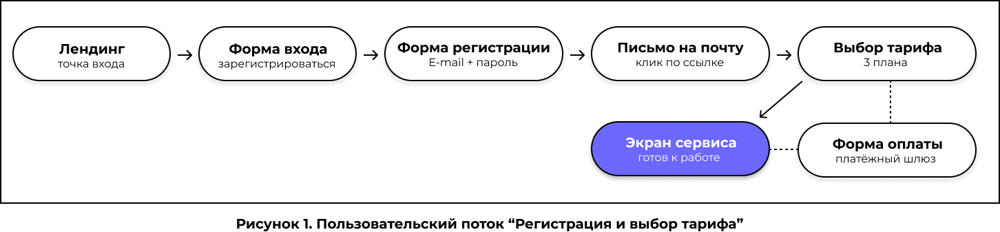 Лендинг
точка входа
Форма входа
зарегистрироваться
Форма регистрации
E-mail + пароль
Письмо на почту
клик по ссылке
Выбор тарифа
3 плана
Экран сервиса
готов к работе
Форма оплаты
платёжный шлюз
Рисунок 1. Пользовательский поток “Регистрация и выбор тарифа”